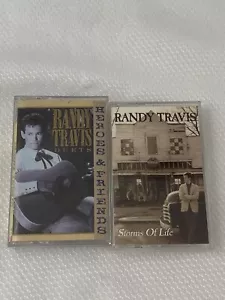 RANDY
TRAVIS
DUETS
HEROES & FRIENDS
RANDY TRAVIS
Storms Of Life